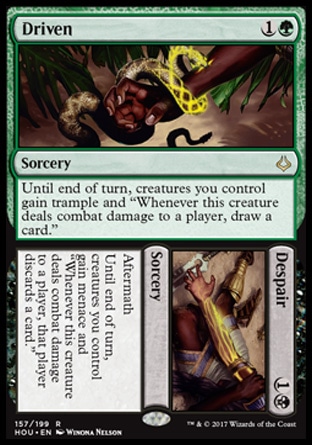 Driven 1
Sorcery
Until end of turn, creatures you control
gain trample and “Whenever this creature
deals combat damage to a player, draw a
card.”
Despair 1
Sorcery
Aftermath
Until end of turn,
creatures you control
gain menace and
“Whenever this creature
deals combat damage
to a player, that player
discards a card.”
157/199 R
HOU • EN Winona Nelson
™ & © 2017 Wizards of the Coast